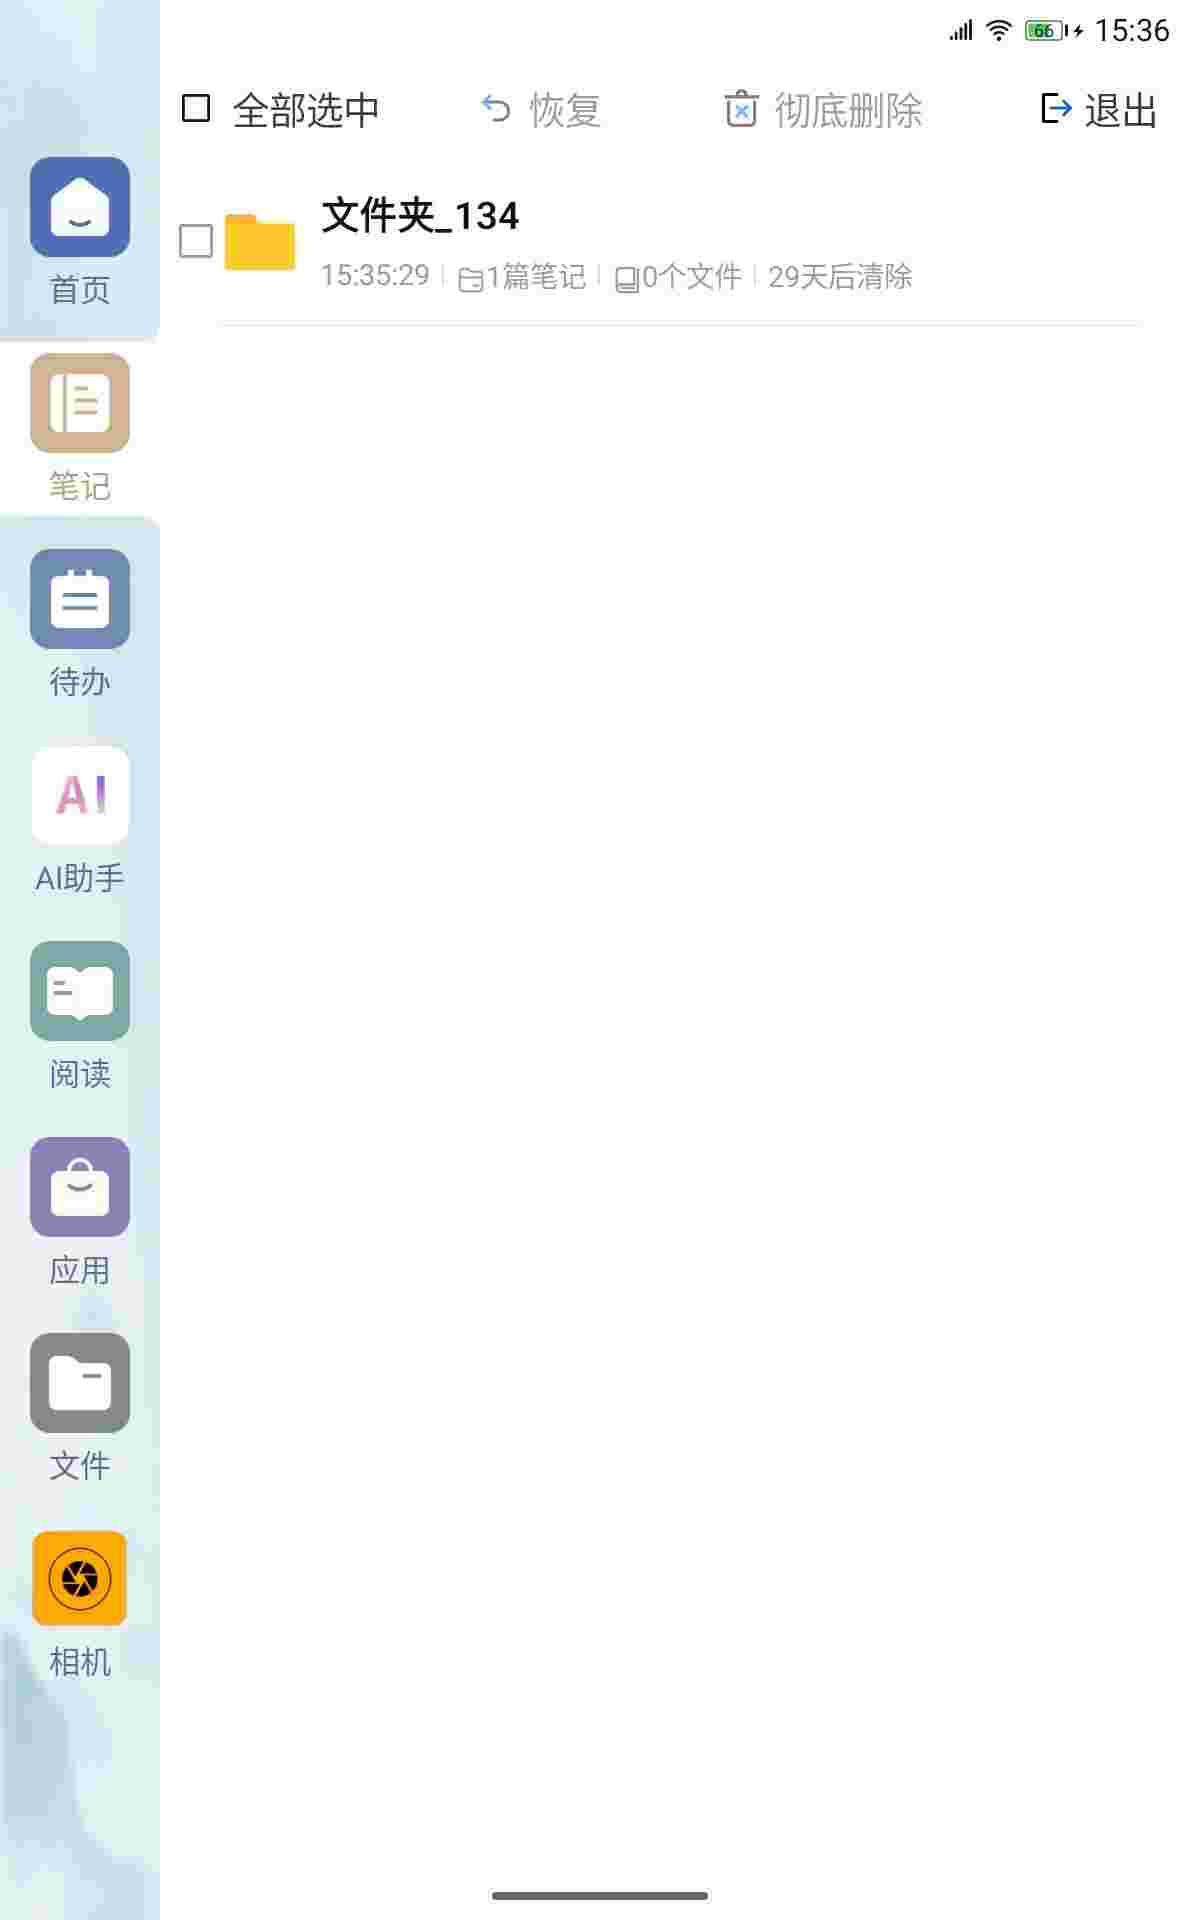 66 15:36
全部选中 恢复 彻底删除 退出
文件夹_134
15:35:29 1篇笔记 0个文件 29天后清除
首页
笔记
待办
AI
AI助手
阅读
应用
文件
相机